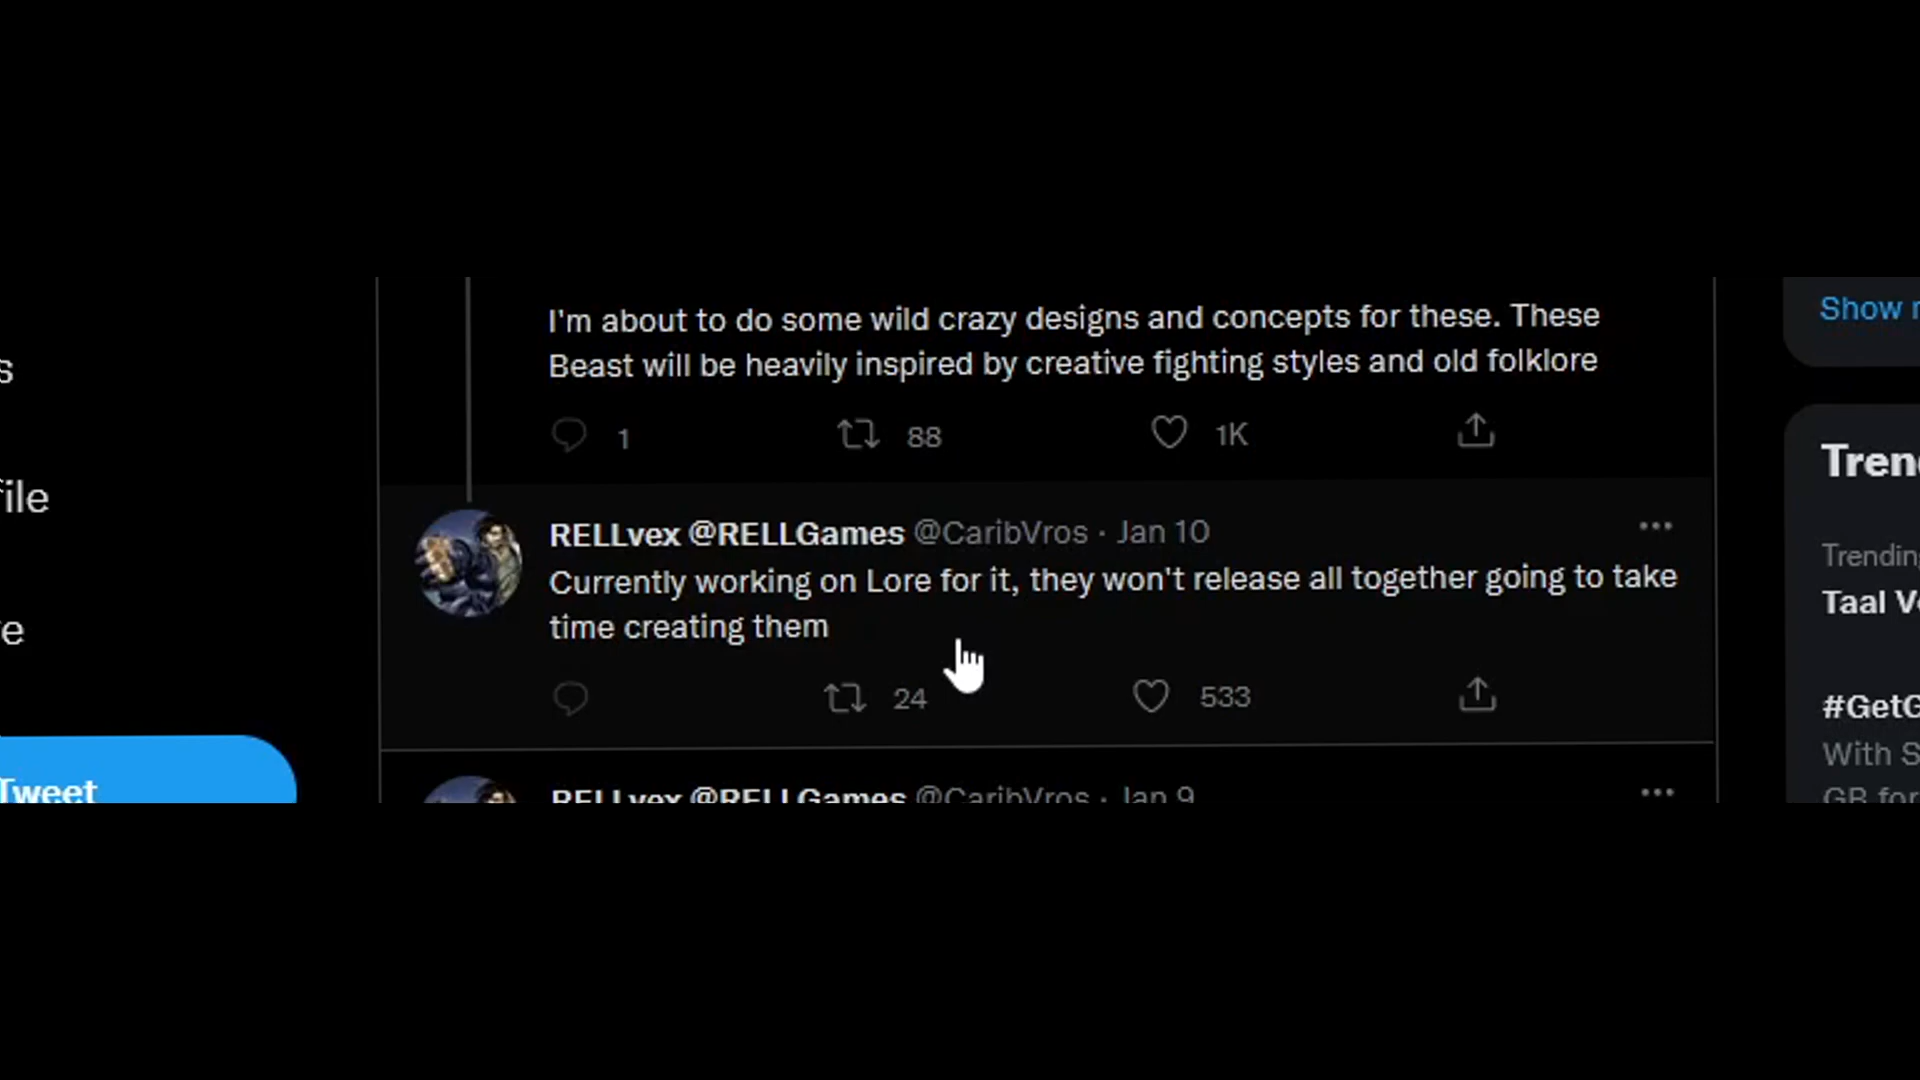 Show
I'm about to do some wild crazy designs and concepts for these. These
Beast will be heavily inspired by creative fighting styles and old folklore
s
1
88
1K
Tren
file
RELLvex @RELLGames @CaribVros · Jan 10
Currently working on Lore for it, they won't release all together going to take
time creating them
Trending
Taal V
e
24
533
#GetG
With S
Tweet
RELLvex @RELLGames @CaribVros · Jan 9
GB for